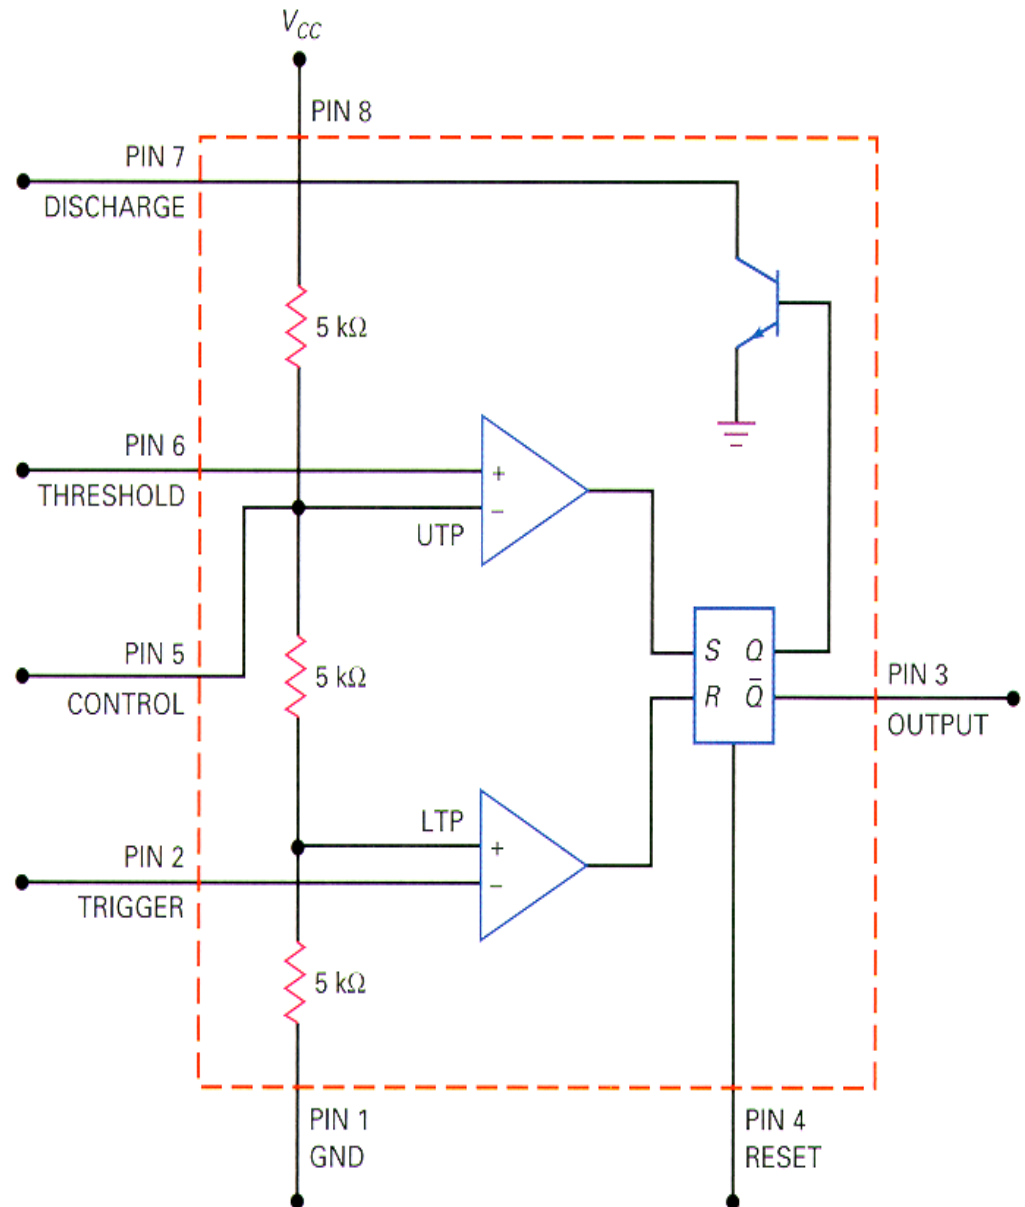 V_CC
PIN 8
PIN 7
DISCHARGE
5 kΩ
PIN 6
THRESHOLD
+
−
UTP
PIN 5
CONTROL
5 kΩ
S Q
R Q̄
PIN 3
OUTPUT
LTP
+
−
PIN 2
TRIGGER
5 kΩ
PIN 1
GND
PIN 4
RESET